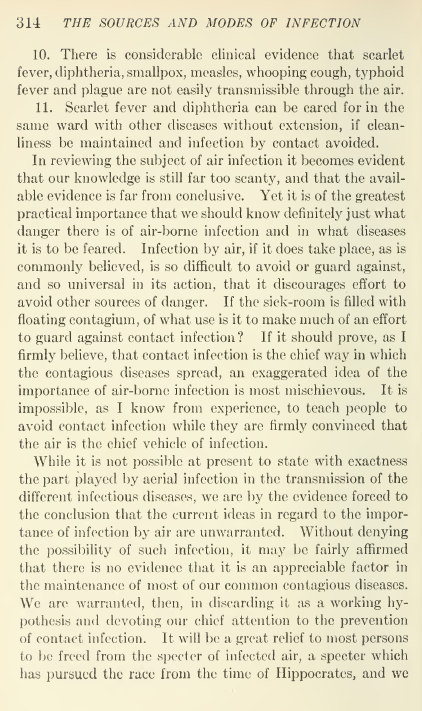 314 THE SOURCES AND MODES OF INFECTION
10. There is considerable clinical evidence that scarlet
fever, diphtheria, smallpox, measles, whooping cough, typhoid
fever and plague are not easily transmissible through the air.
11. Scarlet fever and diphtheria can be cared for in the
same ward with other diseases without extension, if clean-
liness be maintained and infection by contact avoided.
In reviewing the subject of air infection it becomes evident
that our knowledge is still far too scanty, and that the avail-
able evidence is far from conclusive. Yet it is of the greatest
practical importance that we should know definitely just what
danger there is of air-borne infection and in what diseases
it is to be feared. Infection by air, if it does take place, as is
commonly believed, is so difficult to avoid or guard against,
and so universal in its action, that it discourages effort to
avoid other sources of danger. If the sick-room is filled with
floating contagium, of what use is it to make much of an effort
to guard against contact infection? If it should prove, as I
firmly believe, that contact infection is the chief way in which
the contagious diseases spread, an exaggerated idea of the
importance of air-borne infection is most mischievous. It is
impossible, as I know from experience, to teach people to
avoid contact infection while they are firmly convinced that
the air is the chief vehicle of infection.
While it is not possible at present to state with exactness
the part played by aerial infection in the transmission of the
different infectious diseases, we are by the evidence forced to
the conclusion that the current ideas in regard to the impor-
tance of infection by air are unwarranted. Without denying
the possibility of such infection, it may be fairly affirmed
that there is no evidence that it is an appreciable factor in
the maintenance of most of our common contagious diseases.
We are warranted, then, in discarding it as a working hy-
pothesis and devoting our chief attention to the prevention
of contact infection. It will be a great relief to most persons
to be freed from the specter of infected air, a specter which
has pursued the race from the time of Hippocrates, and we